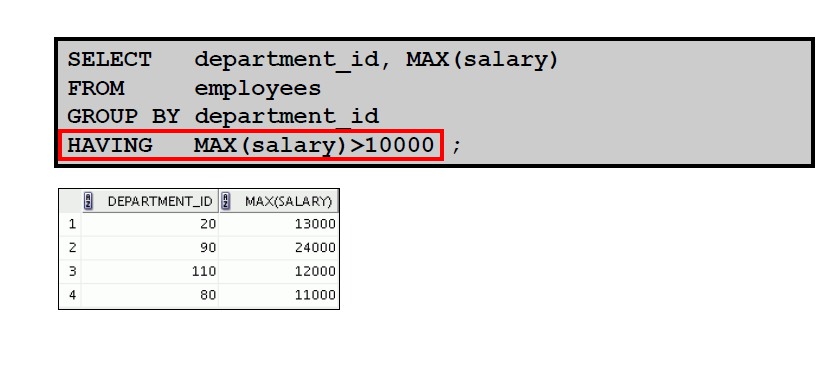 SELECT department_id, MAX(salary)
FROM employees
GROUP BY department_id
HAVING MAX(salary)>10000 ;
DEPARTMENT_ID MAX(SALARY)
1 20 13000
2 90 24000
3 110 12000
4 80 11000